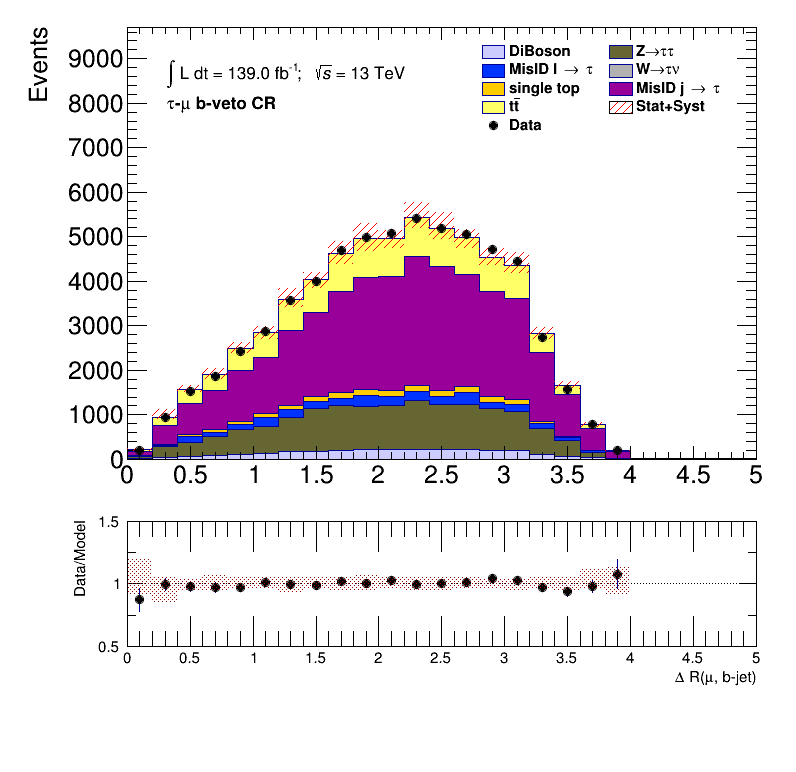 Events
9000
8000
7000
6000
5000
4000
3000
2000
1000
0
0 0.5 1 1.5 2 2.5 3 3.5 4 4.5 5
∫ L dt = 139.0 fb⁻¹; √s = 13 TeV
τ-μ b-veto CR
DiBoson
MisID l → τ
single top
tt̄
Data
Z→ττ
W→τν
MisID j → τ
Stat+Syst
Data/Model
1.5
1
0.5
0 0.5 1 1.5 2 2.5 3 3.5 4 4.5 5
Δ R(μ, b-jet)